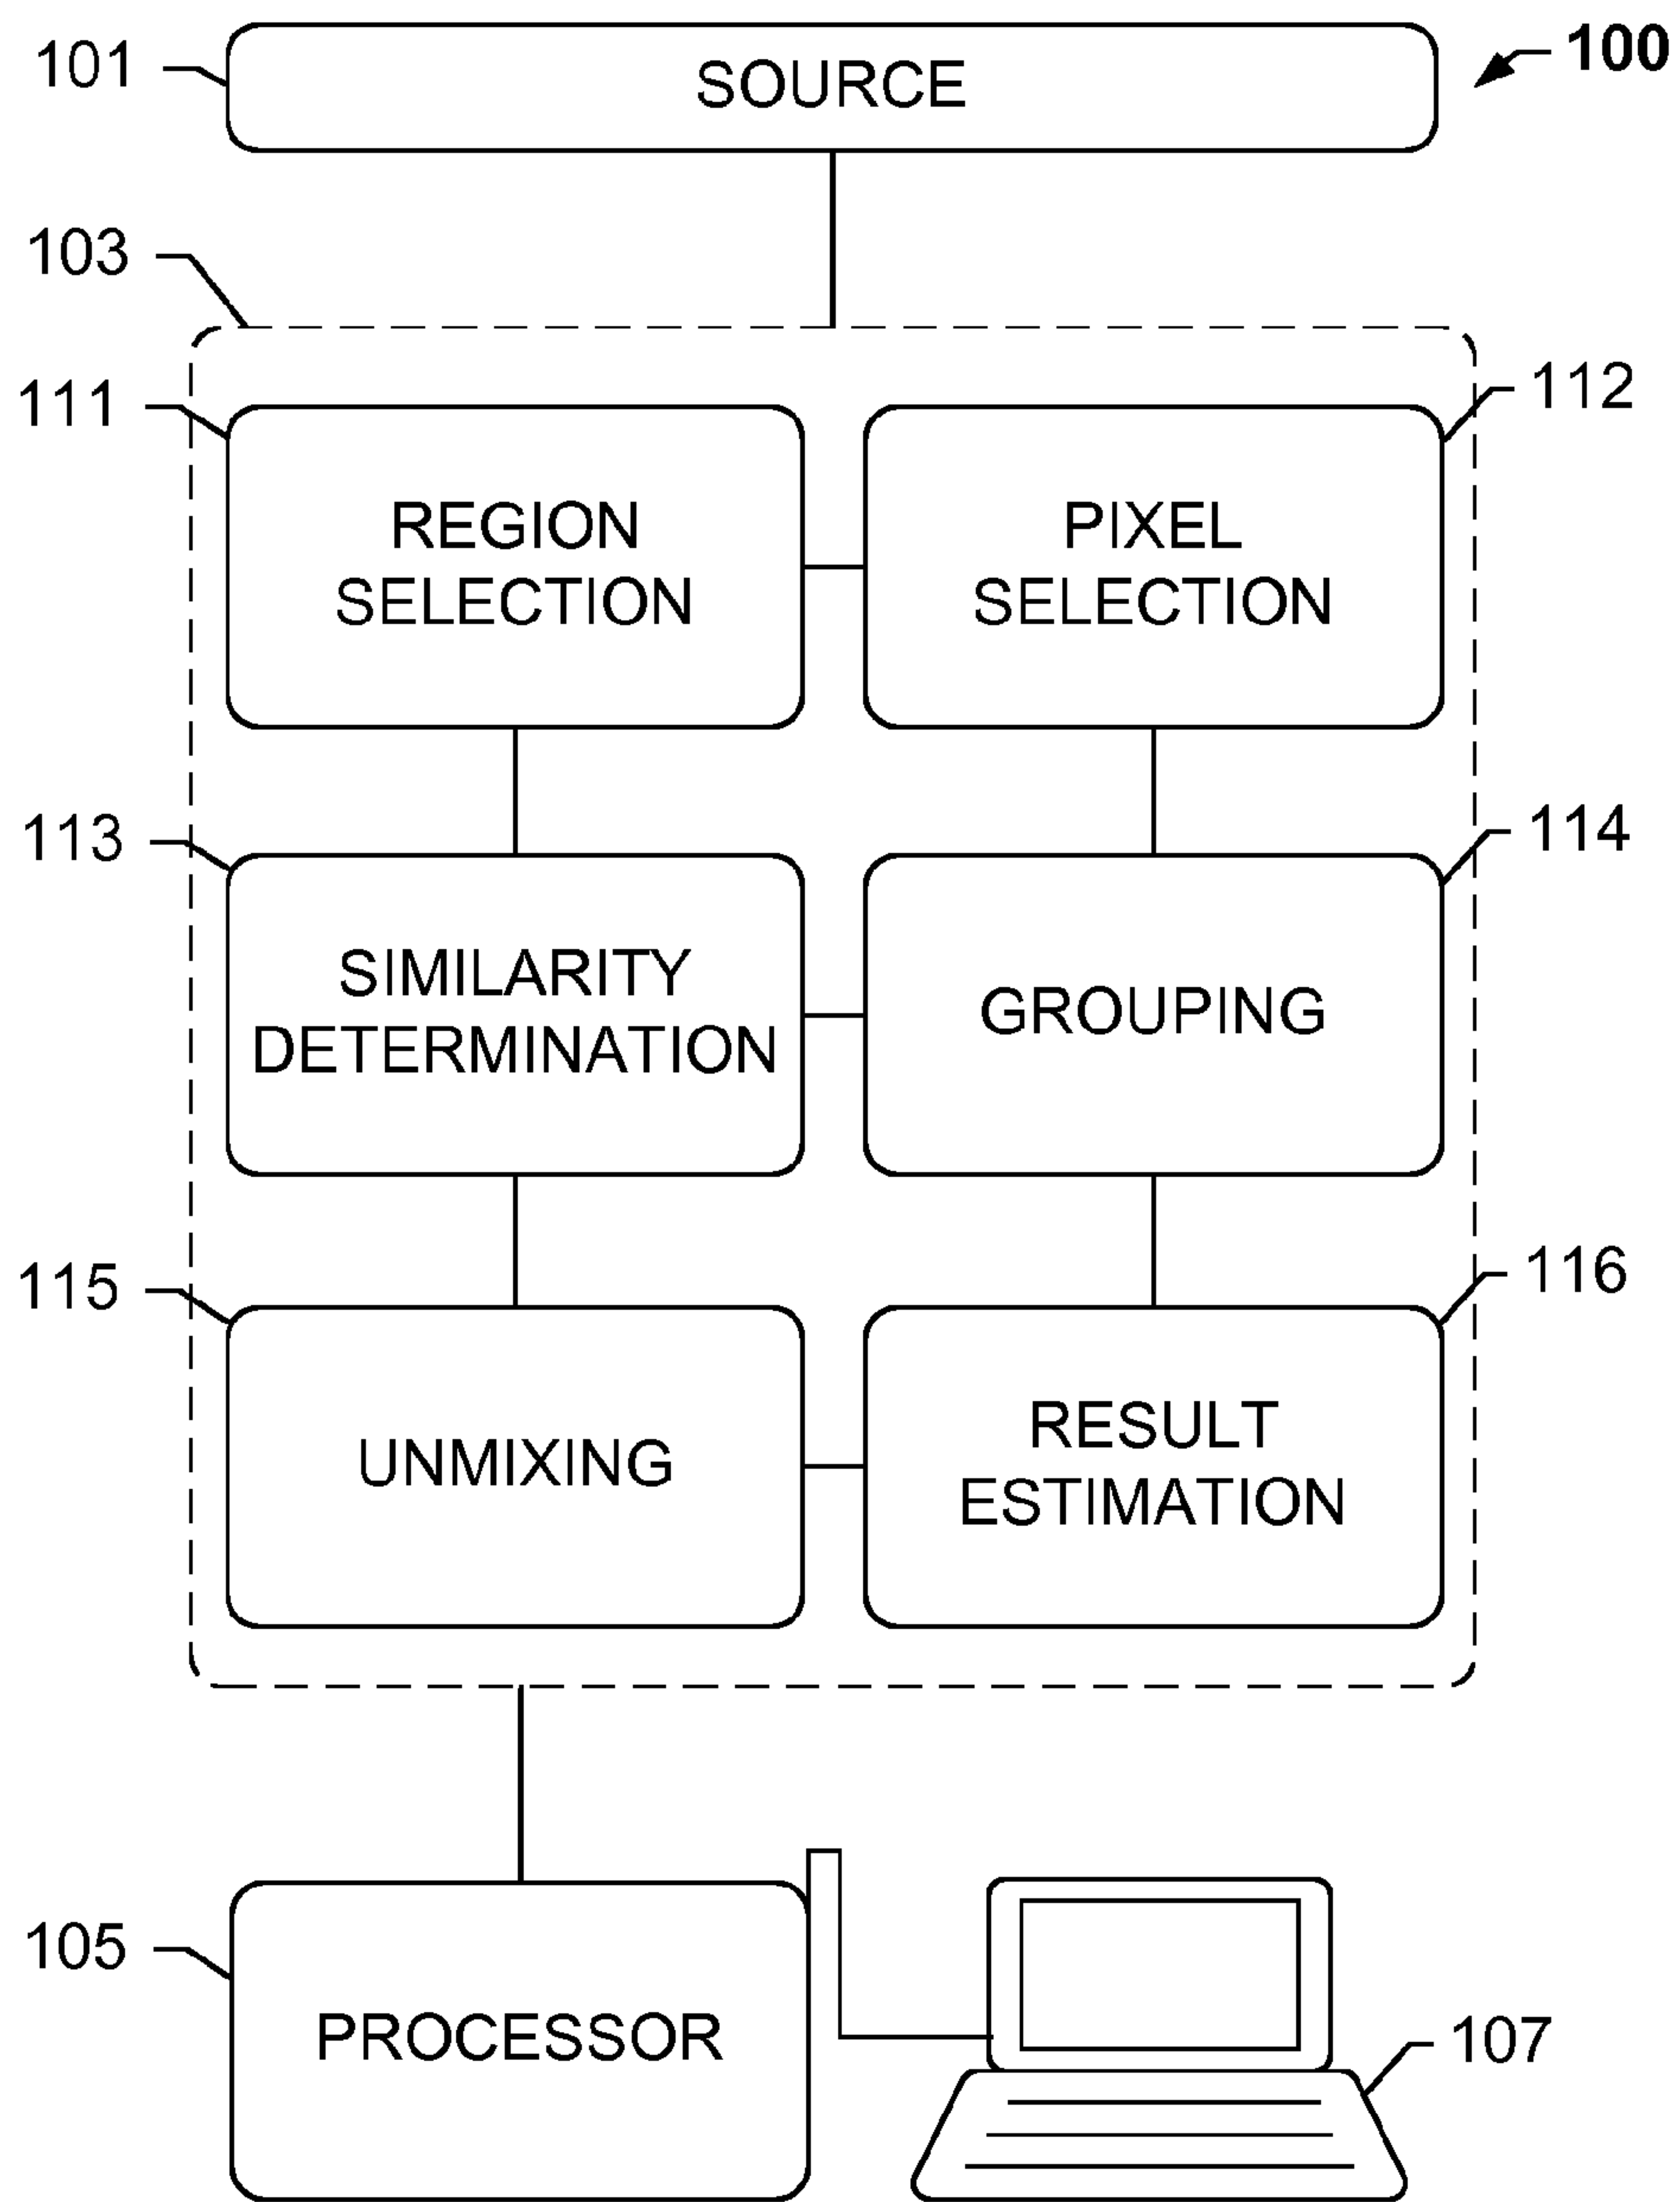 101
SOURCE
100
103
111
112
REGION
SELECTION
PIXEL
SELECTION
113
114
SIMILARITY
DETERMINATION
GROUPING
115
116
UNMIXING
RESULT
ESTIMATION
105
PROCESSOR
107